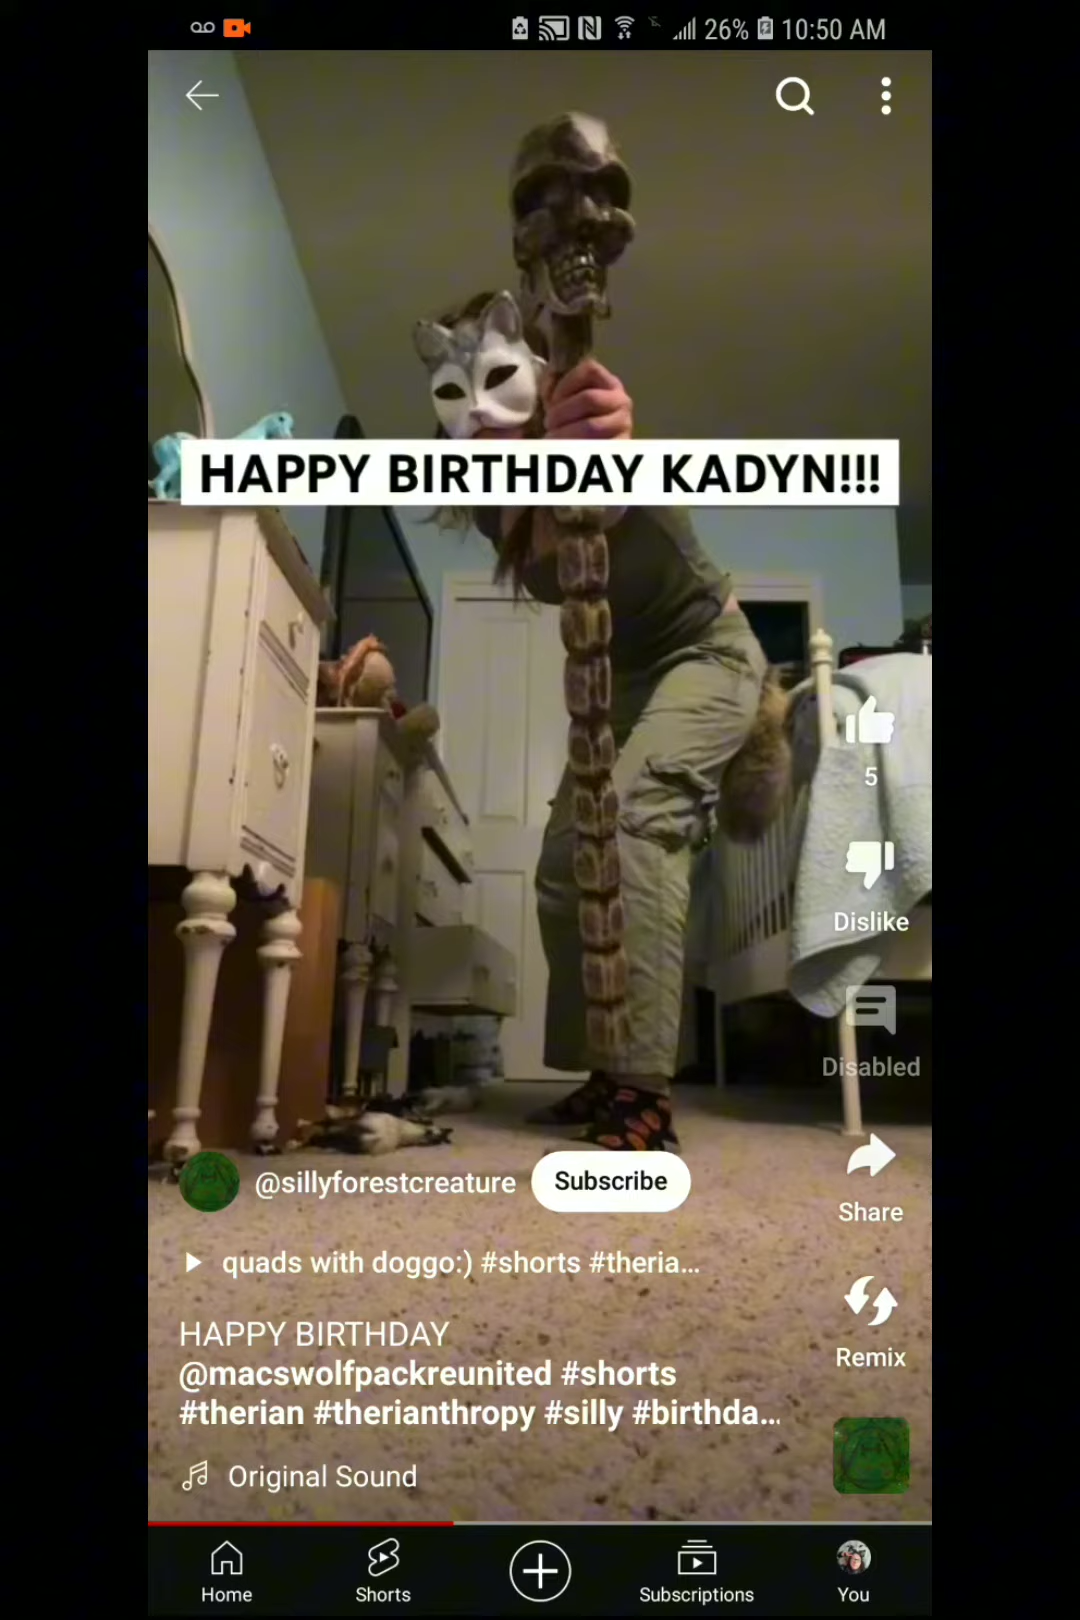 26% 10:50 AM
HAPPY BIRTHDAY KADYN!!!
5
Dislike
Disabled
Share
Remix
@sillyforestcreature Subscribe
quads with doggo:) #shorts #theria...
HAPPY BIRTHDAY
@macswolfpackreunited #shorts
#therian #therianthropy #silly #birthda...
Original Sound
Home Shorts Subscriptions You